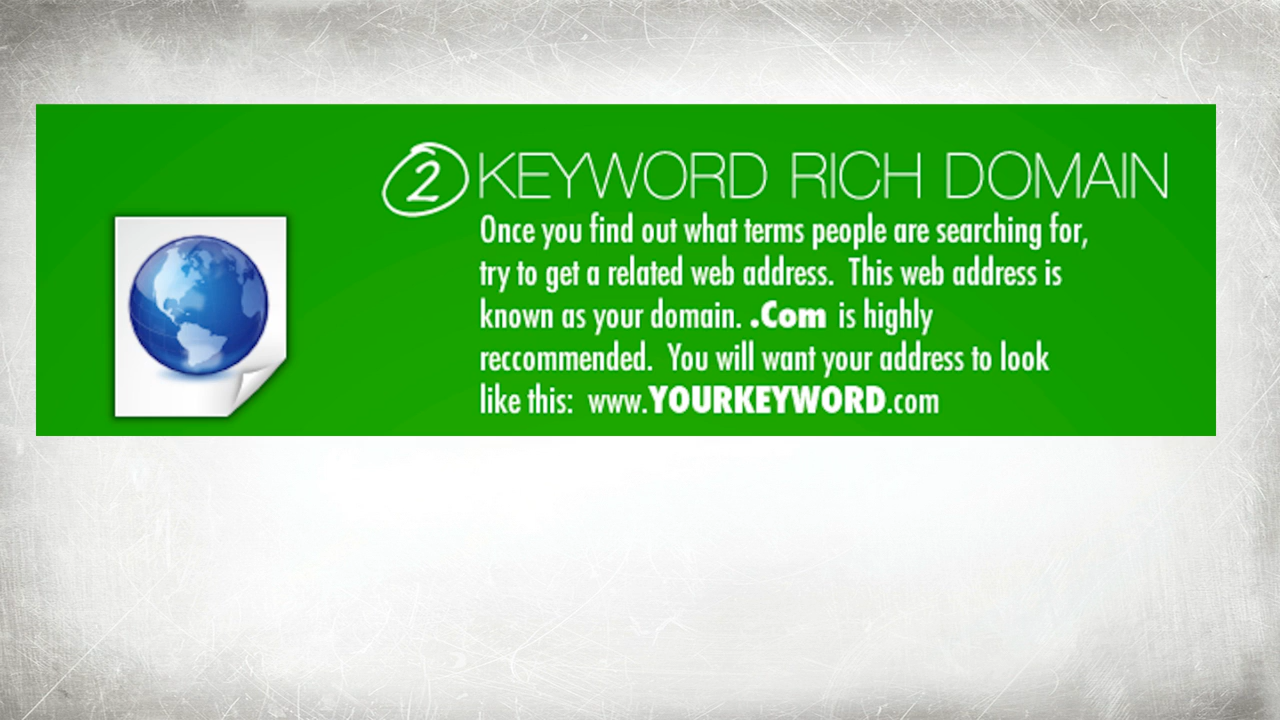 2 KEYWORD RICH DOMAIN
Once you find out what terms people are searching for,
try to get a related web address.  This web address is
known as your domain. .Com is highly
reccommended.  You will want your address to look
like this:  www.YOURKEYWORD.com